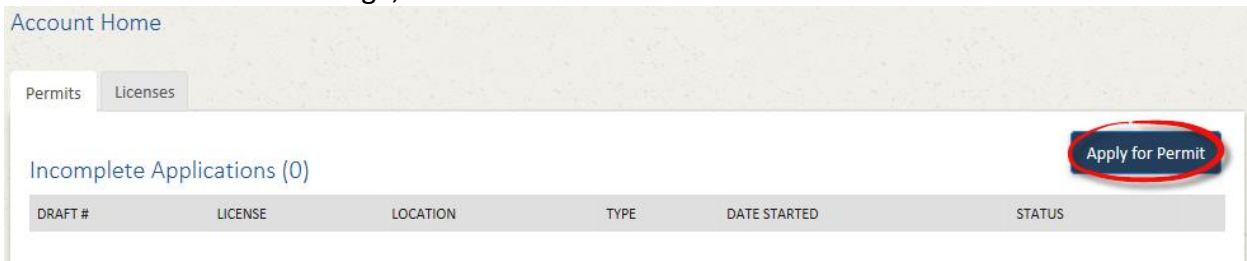 Account Home
Permits Licenses
Apply for Permit
Incomplete Applications (0)
DRAFT # LICENSE LOCATION TYPE DATE STARTED STATUS